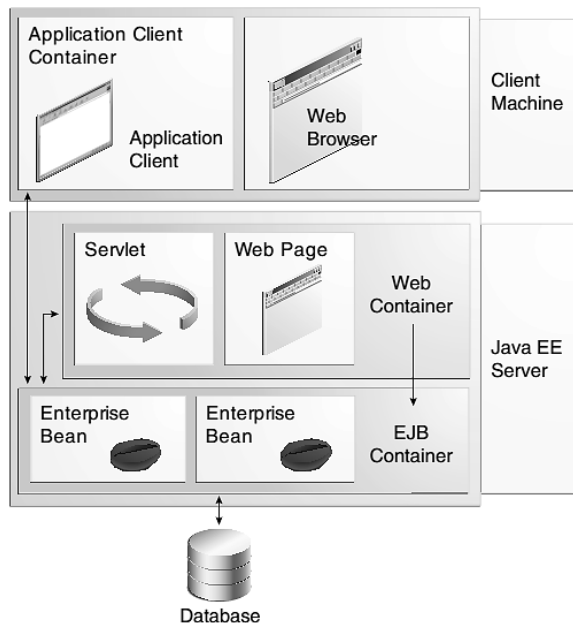 Application Client
Container
Application
Client
Web
Browser
Client
Machine
Servlet
Web Page
Web
Container
Java EE
Server
Enterprise
Bean
Enterprise
Bean
EJB
Container
Database